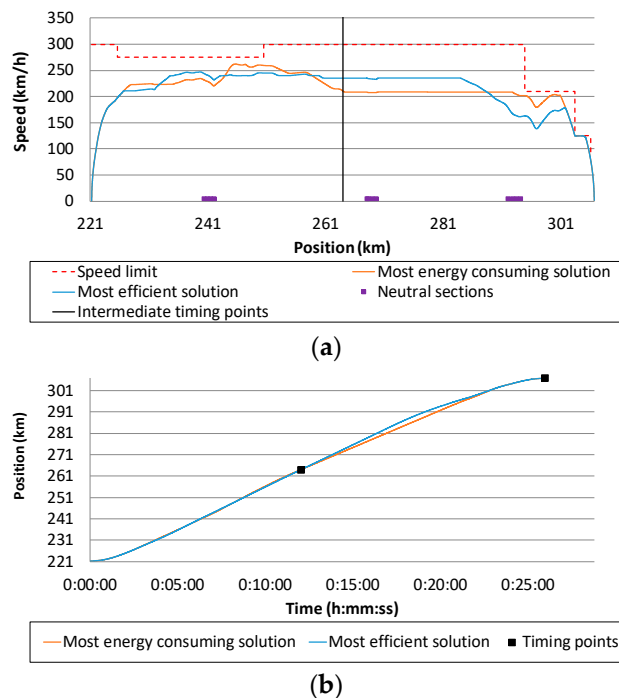 350
300
250
200
150
100
50
0
Speed (km/h)
221 241 261 281 301
Position (km)
Speed limit Most energy consuming solution
Most efficient solution Neutral sections
Intermediate timing points
(a)
301
291
281
271
261
251
241
231
221
Position (km)
0:00:00 0:05:00 0:10:00 0:15:00 0:20:00 0:25:00
Time (h:mm:ss)
Most energy consuming solution Most efficient solution Timing points
(b)